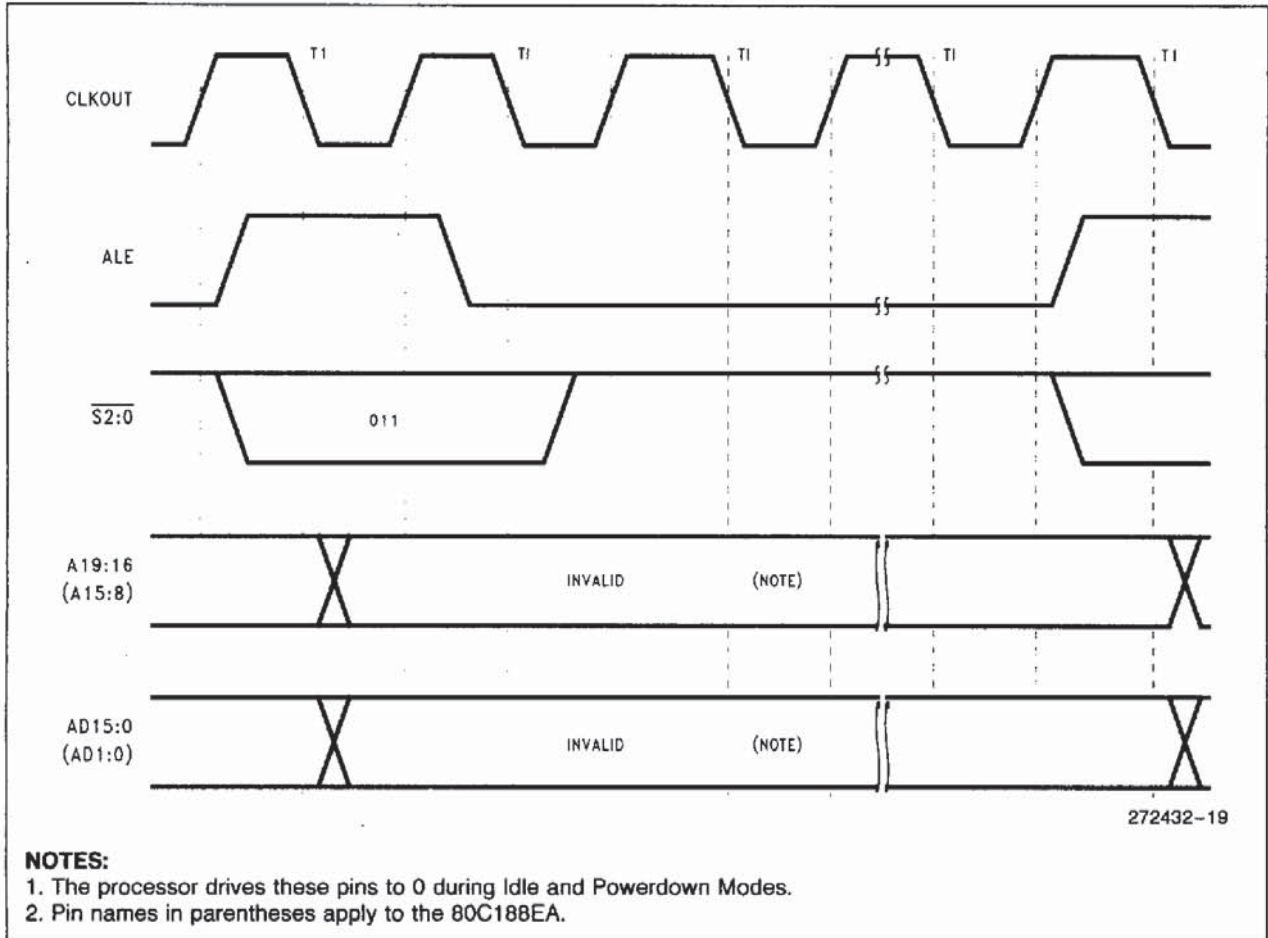 T1 TI TI TI T1
CLKOUT
ALE
S2:0
011
A19:16
(A15:8)
INVALID (NOTE)
AD15:0
(AD1:0)
INVALID (NOTE)
272432–19
NOTES:
1. The processor drives these pins to 0 during Idle and Powerdown Modes.
2. Pin names in parentheses apply to the 80C188EA.